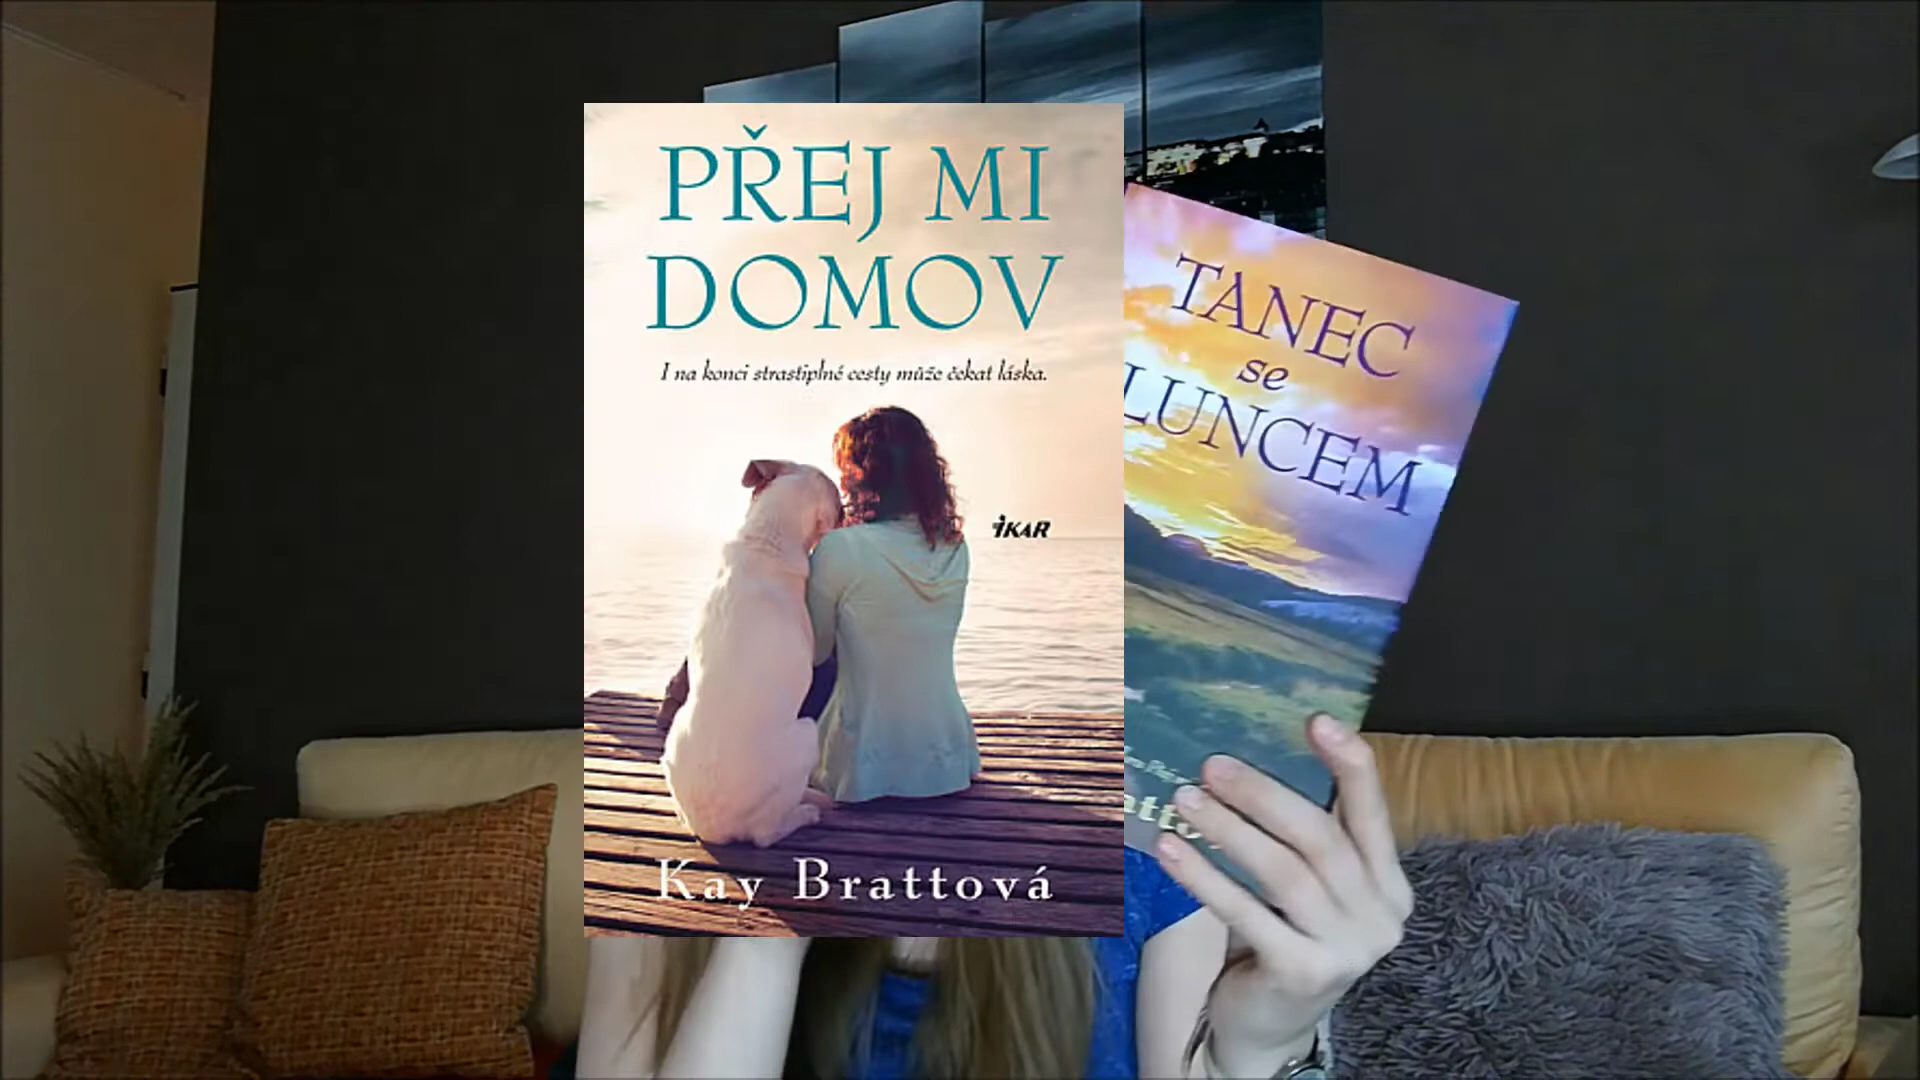 PŘEJ MI
DOMOV
I na konci strastiplné cesty může čekat láska.
IKAR
Kay Brattová
TANEC
se
LUNCEM